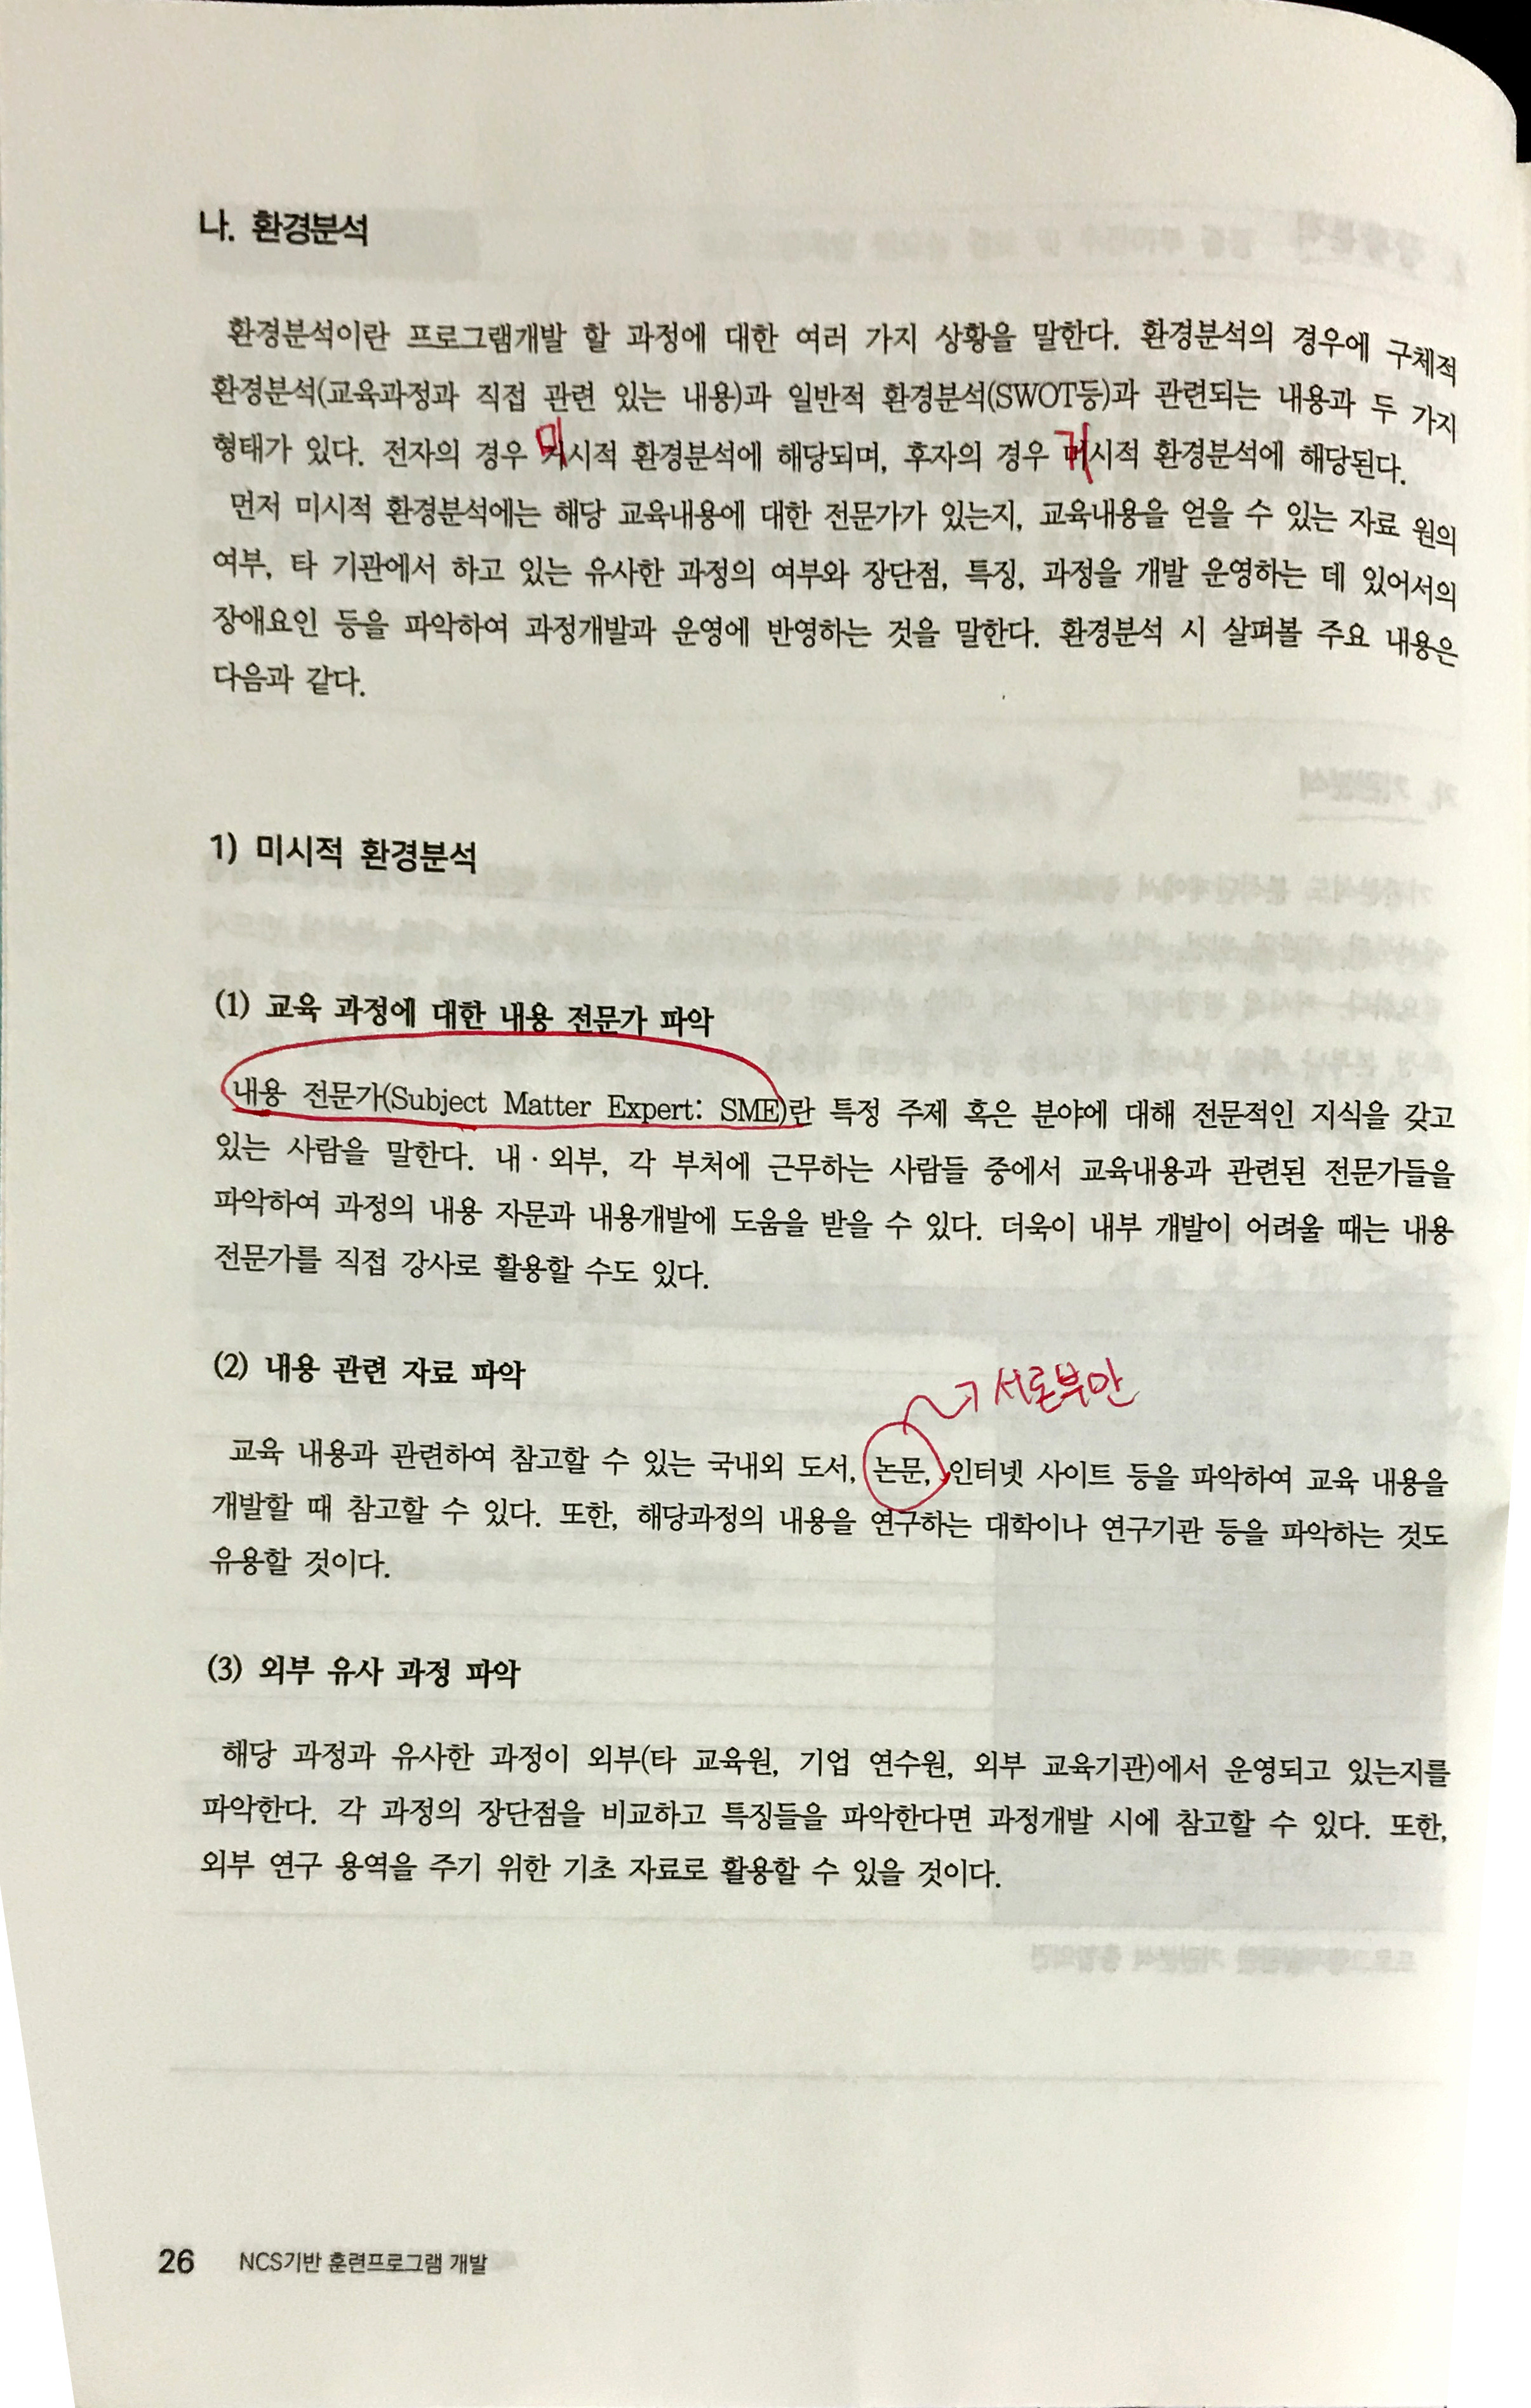 나. 환경분석
환경분석이란 프로그램개발 할 과정에 대한 여러 가지 상황을 말한다. 환경분석의 경우에 구체적
환경분석(교육과정과 직접 관련 있는 내용)과 일반적 환경분석(SWOT등)과 관련되는 내용과 두 가지
형태가 있다. 전자의 경우 미시적 환경분석에 해당되며, 후자의 경우 거시적 환경분석에 해당된다.
먼저 미시적 환경분석에는 해당 교육내용에 대한 전문가가 있는지, 교육내용을 얻을 수 있는 자료 원의
여부, 타 기관에서 하고 있는 유사한 과정의 여부와 장단점, 특징, 과정을 개발 운영하는 데 있어서의
장애요인 등을 파악하여 과정개발과 운영에 반영하는 것을 말한다. 환경분석 시 살펴볼 주요 내용은
다음과 같다.
1) 미시적 환경분석
(1) 교육 과정에 대한 내용 전문가 파악
내용 전문가(Subject Matter Expert: SME)란 특정 주제 혹은 분야에 대해 전문적인 지식을 갖고
있는 사람을 말한다. 내·외부, 각 부처에 근무하는 사람들 중에서 교육내용과 관련된 전문가들을
파악하여 과정의 내용 자문과 내용개발에 도움을 받을 수 있다. 더욱이 내부 개발이 어려울 때는 내용
전문가를 직접 강사로 활용할 수도 있다.
(2) 내용 관련 자료 파악
서론부만
교육 내용과 관련하여 참고할 수 있는 국내외 도서, 논문, 인터넷 사이트 등을 파악하여 교육 내용을
개발할 때 참고할 수 있다. 또한, 해당과정의 내용을 연구하는 대학이나 연구기관 등을 파악하는 것도
유용할 것이다.
(3) 외부 유사 과정 파악
해당 과정과 유사한 과정이 외부(타 교육원, 기업 연수원, 외부 교육기관)에서 운영되고 있는지를
파악한다. 각 과정의 장단점을 비교하고 특징들을 파악한다면 과정개발 시에 참고할 수 있다. 또한,
외부 연구 용역을 주기 위한 기초 자료로 활용할 수 있을 것이다.
26 NCS기반 훈련프로그램 개발